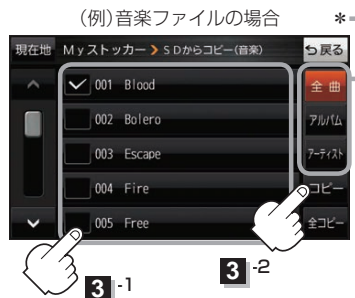 (例)音楽ファイルの場合
*
現在地 Myストッカー > SDからコピー(音楽) 戻る
001 Blood
全曲
002 Bolero
アルバム
003 Escape
アーティスト
004 Fire
コピー
005 Free
全コピー
3 -1
3 -2